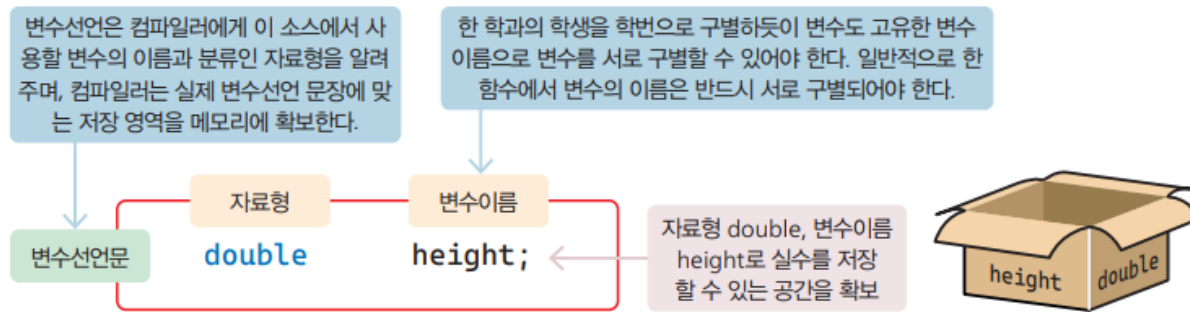 변수선언은 컴파일러에게 이 소스에서 사
용할 변수의 이름과 분류인 자료형을 알려
주며, 컴파일러는 실제 변수선언 문장에 맞
는 저장 영역을 메모리에 확보한다.
한 학과의 학생을 학번으로 구별하듯이 변수도 고유한 변수
이름으로 변수를 서로 구별할 수 있어야 한다. 일반적으로 한
함수에서 변수의 이름은 반드시 서로 구별되어야 한다.
자료형
변수이름
변수선언문
double
height;
자료형 double, 변수이름
height로 실수를 저장
할 수 있는 공간을 확보
height
double